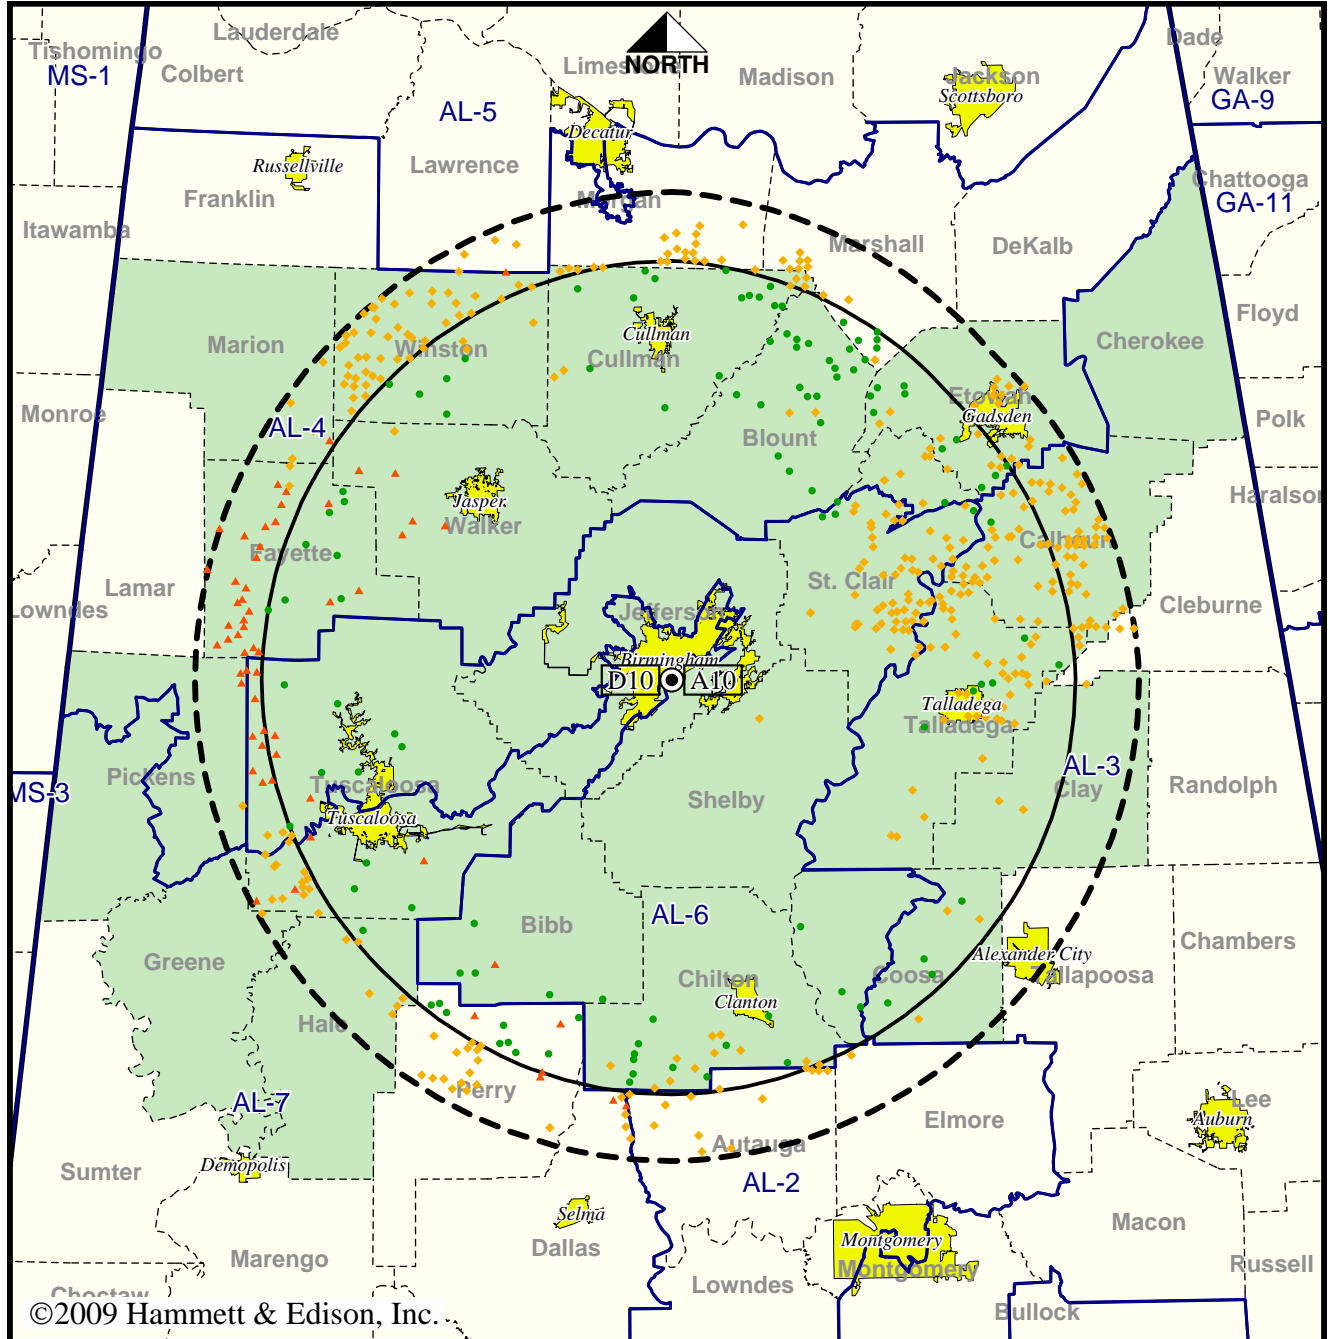 Lauderdale
Tishomingo
Dade
MS-1
Colbert
Limestone
NORTH
Madison
Jackson
Scottsboro
Walker
GA-9
AL-5
Decatur
Russellville
Lawrence
Franklin
Morgan
Chattooga
GA-11
Itawamba
Marshall
DeKalb
Floyd
Marion
Winston
Cullman
Cullman
Cherokee
Monroe
AL-4
Etowah
Gadsden
Polk
Blount
Jasper
Walker
Haralson
Fayette
Calhoun
Lamar
St. Clair
Lowndes
Jefferson
Cleburne
Birmingham
D10
A10
Talladega
Talladega
Pickens
MS-3
Tuscaloosa
Tuscaloosa
Shelby
AL-3
Clay
Randolph
Bibb
AL-6
Greene
Chilton
Clanton
Coosa
Alexander City
Tallapoosa
Chambers
Hale
Perry
AL-7
Autauga
Elmore
Lee
Auburn
Sumter
Demopolis
AL-2
Selma
Dallas
Macon
Marengo
Montgomery
Montgomery
Lowndes
Russell
Choctaw
Bullock
©2009 Hammett & Edison, Inc.